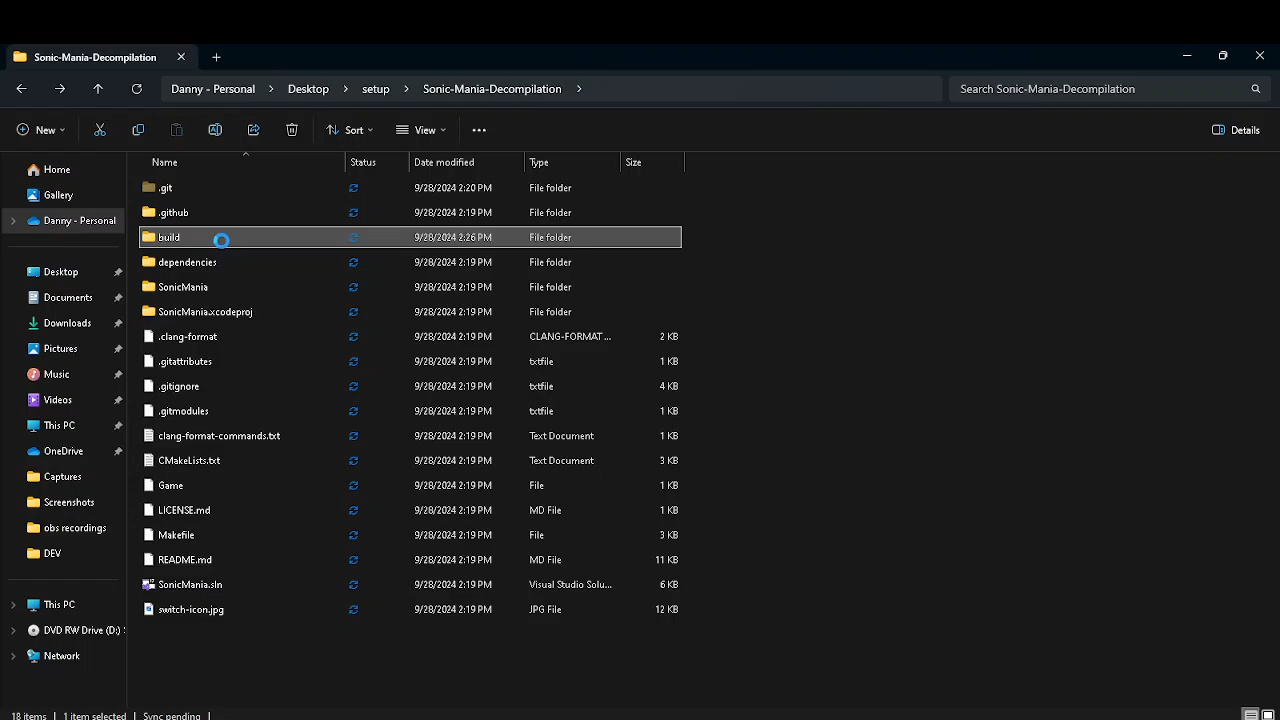 Sonic-Mania-Decompilation
Danny - Personal > Desktop > setup > Sonic-Mania-Decompilation >
Search Sonic-Mania-Decompilation
New
Sort
View
Details
Name Status Date modified Type Size
Home
Gallery
Danny - Personal
Desktop
Documents
Downloads
Pictures
Music
Videos
This PC
OneDrive
Captures
Screenshots
obs recordings
DEV
This PC
DVD RW Drive (D:)
Network
.git 9/28/2024 2:20 PM File folder
.github 9/28/2024 2:19 PM File folder
build 9/28/2024 2:26 PM File folder
dependencies 9/28/2024 2:19 PM File folder
SonicMania 9/28/2024 2:19 PM File folder
SonicMania.xcodeproj 9/28/2024 2:19 PM File folder
.clang-format 9/28/2024 2:19 PM CLANG-FORMAT... 2 KB
.gitattributes 9/28/2024 2:19 PM txtfile 1 KB
.gitignore 9/28/2024 2:19 PM txtfile 4 KB
.gitmodules 9/28/2024 2:19 PM txtfile 1 KB
clang-format-commands.txt 9/28/2024 2:19 PM Text Document 1 KB
CMakeLists.txt 9/28/2024 2:19 PM Text Document 3 KB
Game 9/28/2024 2:19 PM File 1 KB
LICENSE.md 9/28/2024 2:19 PM MD File 1 KB
Makefile 9/28/2024 2:19 PM File 3 KB
README.md 9/28/2024 2:19 PM MD File 11 KB
SonicMania.sln 9/28/2024 2:19 PM Visual Studio Solu... 6 KB
switch-icon.jpg 9/28/2024 2:19 PM JPG File 12 KB
18 items 1 item selected Sync pending